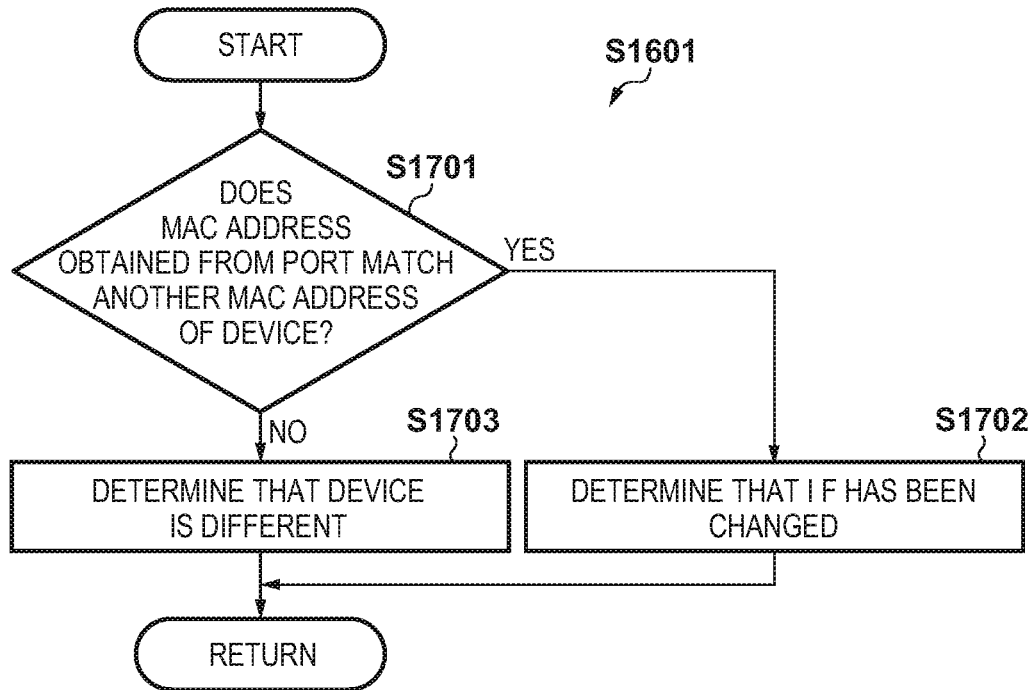 START
S1601
S1701
DOES
MAC ADDRESS
OBTAINED FROM PORT MATCH
ANOTHER MAC ADDRESS
OF DEVICE?
YES
NO
S1703
S1702
DETERMINE THAT DEVICE
IS DIFFERENT
DETERMINE THAT I F HAS BEEN
CHANGED
RETURN